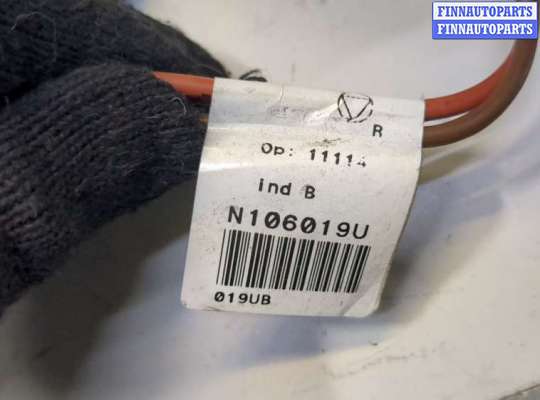 FINNAUTOPARTS
FINNAUTOPARTS
R
Op: 11114
ind B
N106019U
019UB